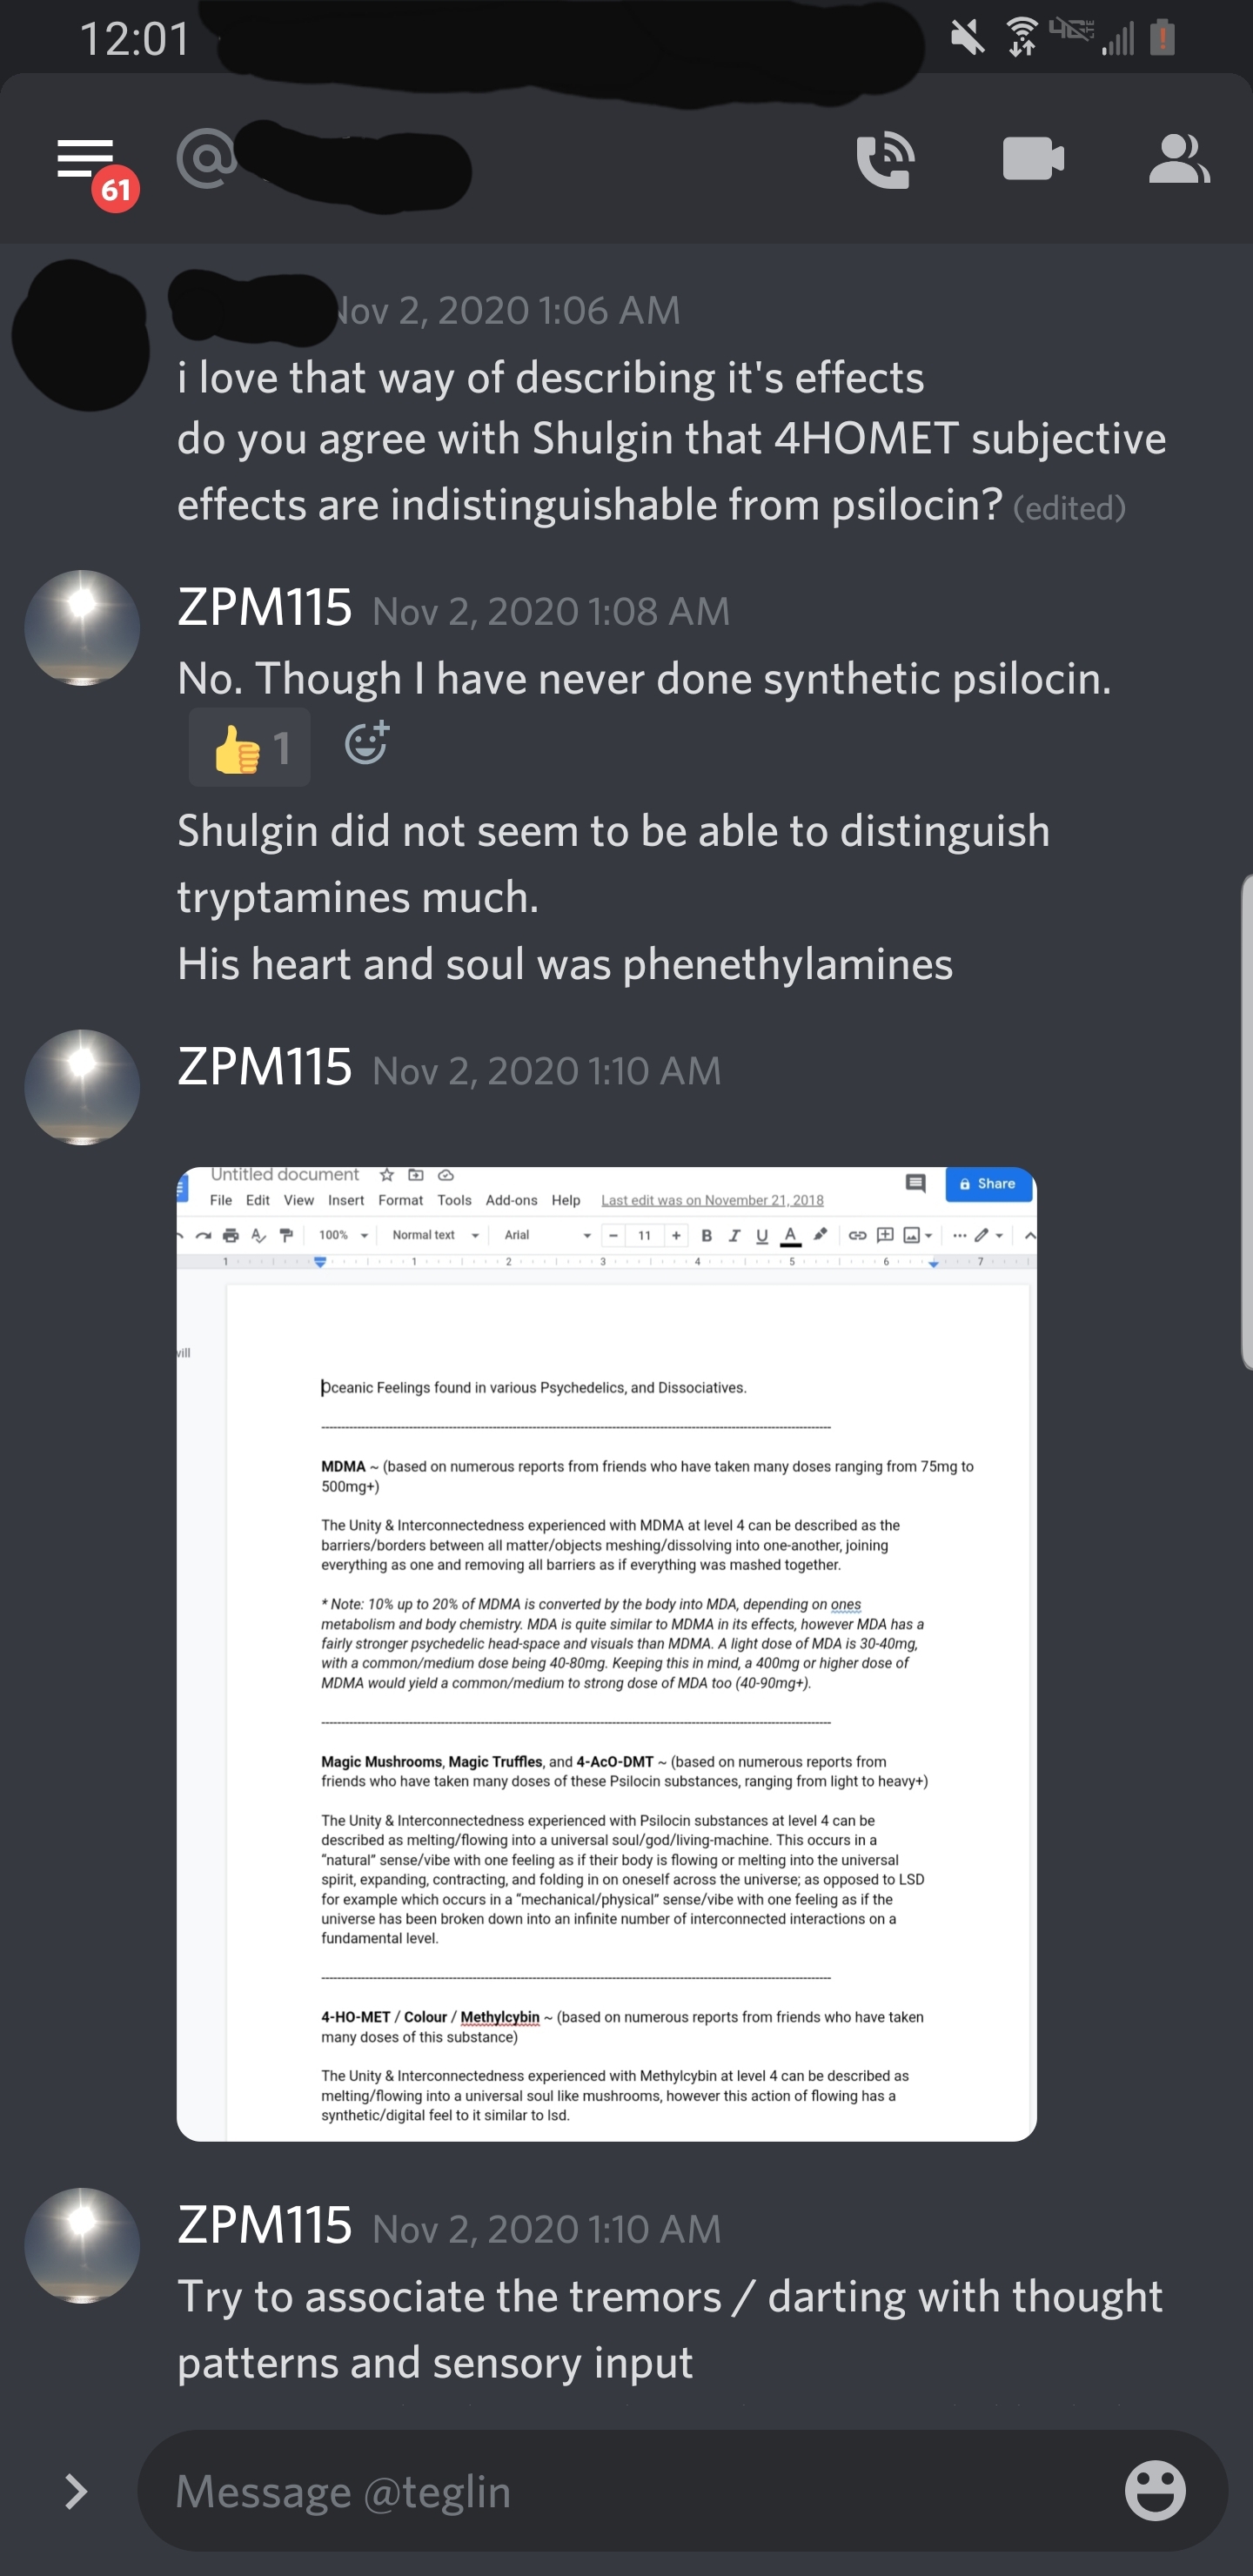 12:01
4G LTE
61
@
Nov 2, 2020 1:06 AM
i love that way of describing it's effects
do you agree with Shulgin that 4HOMET subjective
effects are indistinguishable from psilocin? (edited)
ZPM115 Nov 2, 2020 1:08 AM
No. Though I have never done synthetic psilocin.
1
Shulgin did not seem to be able to distinguish
tryptamines much.
His heart and soul was phenethylamines
ZPM115 Nov 2, 2020 1:10 AM
Untitled document
Share
File Edit View Insert Format Tools Add-ons Help Last edit was on November 21, 2018
100% Normal text Arial − 11 + B I U A
1 1 2 3 4 5 6 7
will
Oceanic Feelings found in various Psychedelics, and Dissociatives.
--------------------------------------------------------------------------------
MDMA ~ (based on numerous reports from friends who have taken many doses ranging from 75mg to
500mg+)
The Unity & Interconnectedness experienced with MDMA at level 4 can be described as the
barriers/borders between all matter/objects meshing/dissolving into one-another, joining
everything as one and removing all barriers as if everything was mashed together.
* Note: 10% up to 20% of MDMA is converted by the body into MDA, depending on ones
metabolism and body chemistry. MDA is quite similar to MDMA in its effects, however MDA has a
fairly stronger psychedelic head-space and visuals than MDMA. A light dose of MDA is 30-40mg,
with a common/medium dose being 40-80mg. Keeping this in mind, a 400mg or higher dose of
MDMA would yield a common/medium to strong dose of MDA too (40-90mg+).
--------------------------------------------------------------------------------
Magic Mushrooms, Magic Truffles, and 4-AcO-DMT ~ (based on numerous reports from
friends who have taken many doses of these Psilocin substances, ranging from light to heavy+)
The Unity & Interconnectedness experienced with Psilocin substances at level 4 can be
described as melting/flowing into a universal soul/god/living-machine. This occurs in a
“natural” sense/vibe with one feeling as if their body is flowing or melting into the universal
spirit, expanding, contracting, and folding in on oneself across the universe; as opposed to LSD
for example which occurs in a “mechanical/physical” sense/vibe with one feeling as if the
universe has been broken down into an infinite number of interconnected interactions on a
fundamental level.
--------------------------------------------------------------------------------
4-HO-MET / Colour / Methylcybin ~ (based on numerous reports from friends who have taken
many doses of this substance)
The Unity & Interconnectedness experienced with Methylcybin at level 4 can be described as
melting/flowing into a universal soul like mushrooms, however this action of flowing has a
synthetic/digital feel to it similar to lsd.
ZPM115 Nov 2, 2020 1:10 AM
Try to associate the tremors / darting with thought
patterns and sensory input
Message @teglin